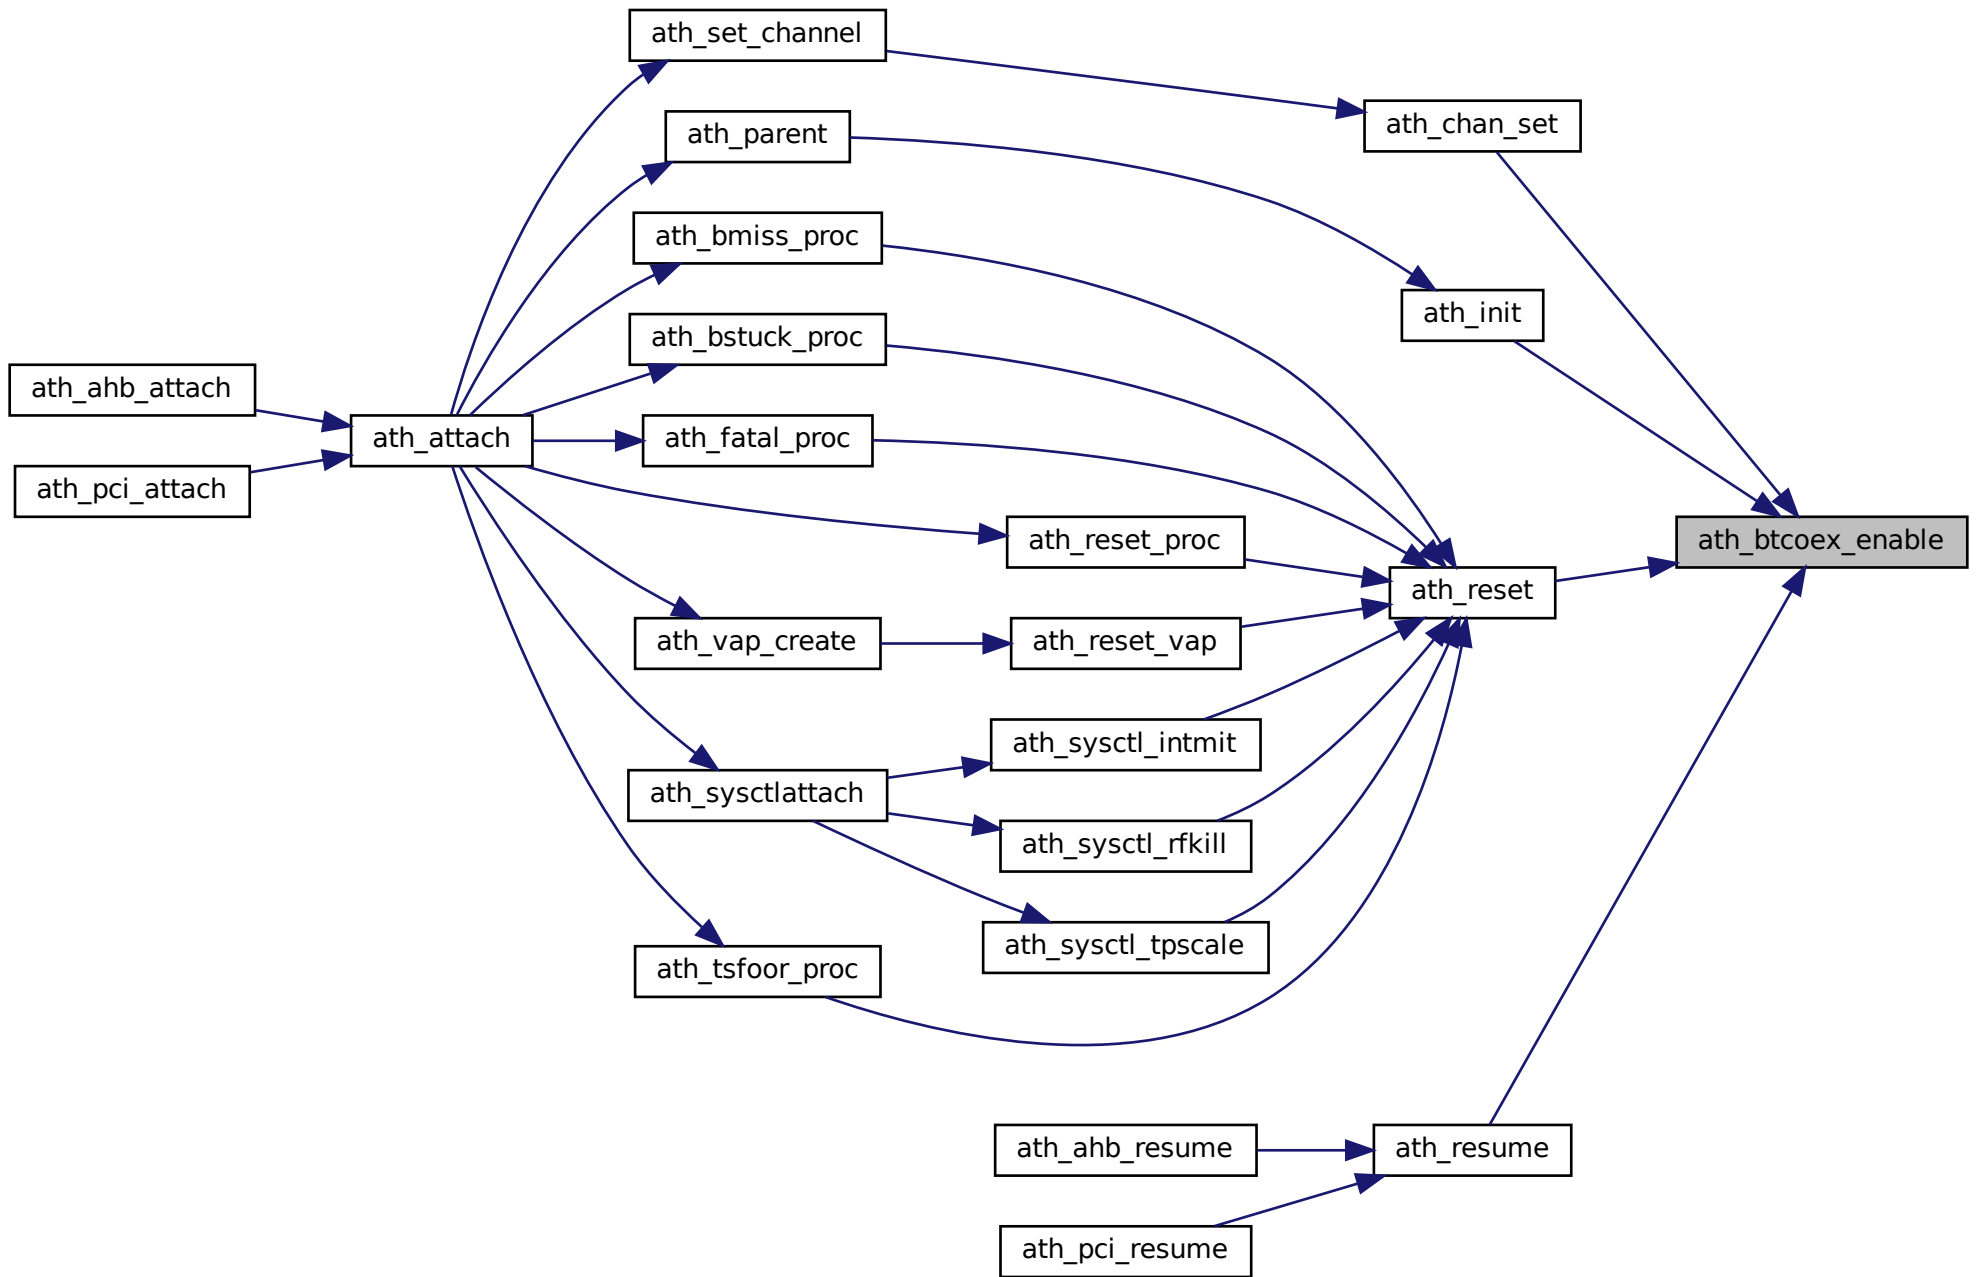 ath_set_channel
ath_chan_set
ath_parent
ath_bmiss_proc
ath_init
ath_bstuck_proc
ath_ahb_attach
ath_attach
ath_fatal_proc
ath_pci_attach
ath_reset_proc
ath_btcoex_enable
ath_reset
ath_vap_create
ath_reset_vap
ath_sysctl_intmit
ath_sysctlattach
ath_sysctl_rfkill
ath_sysctl_tpscale
ath_tsfoor_proc
ath_ahb_resume
ath_resume
ath_pci_resume